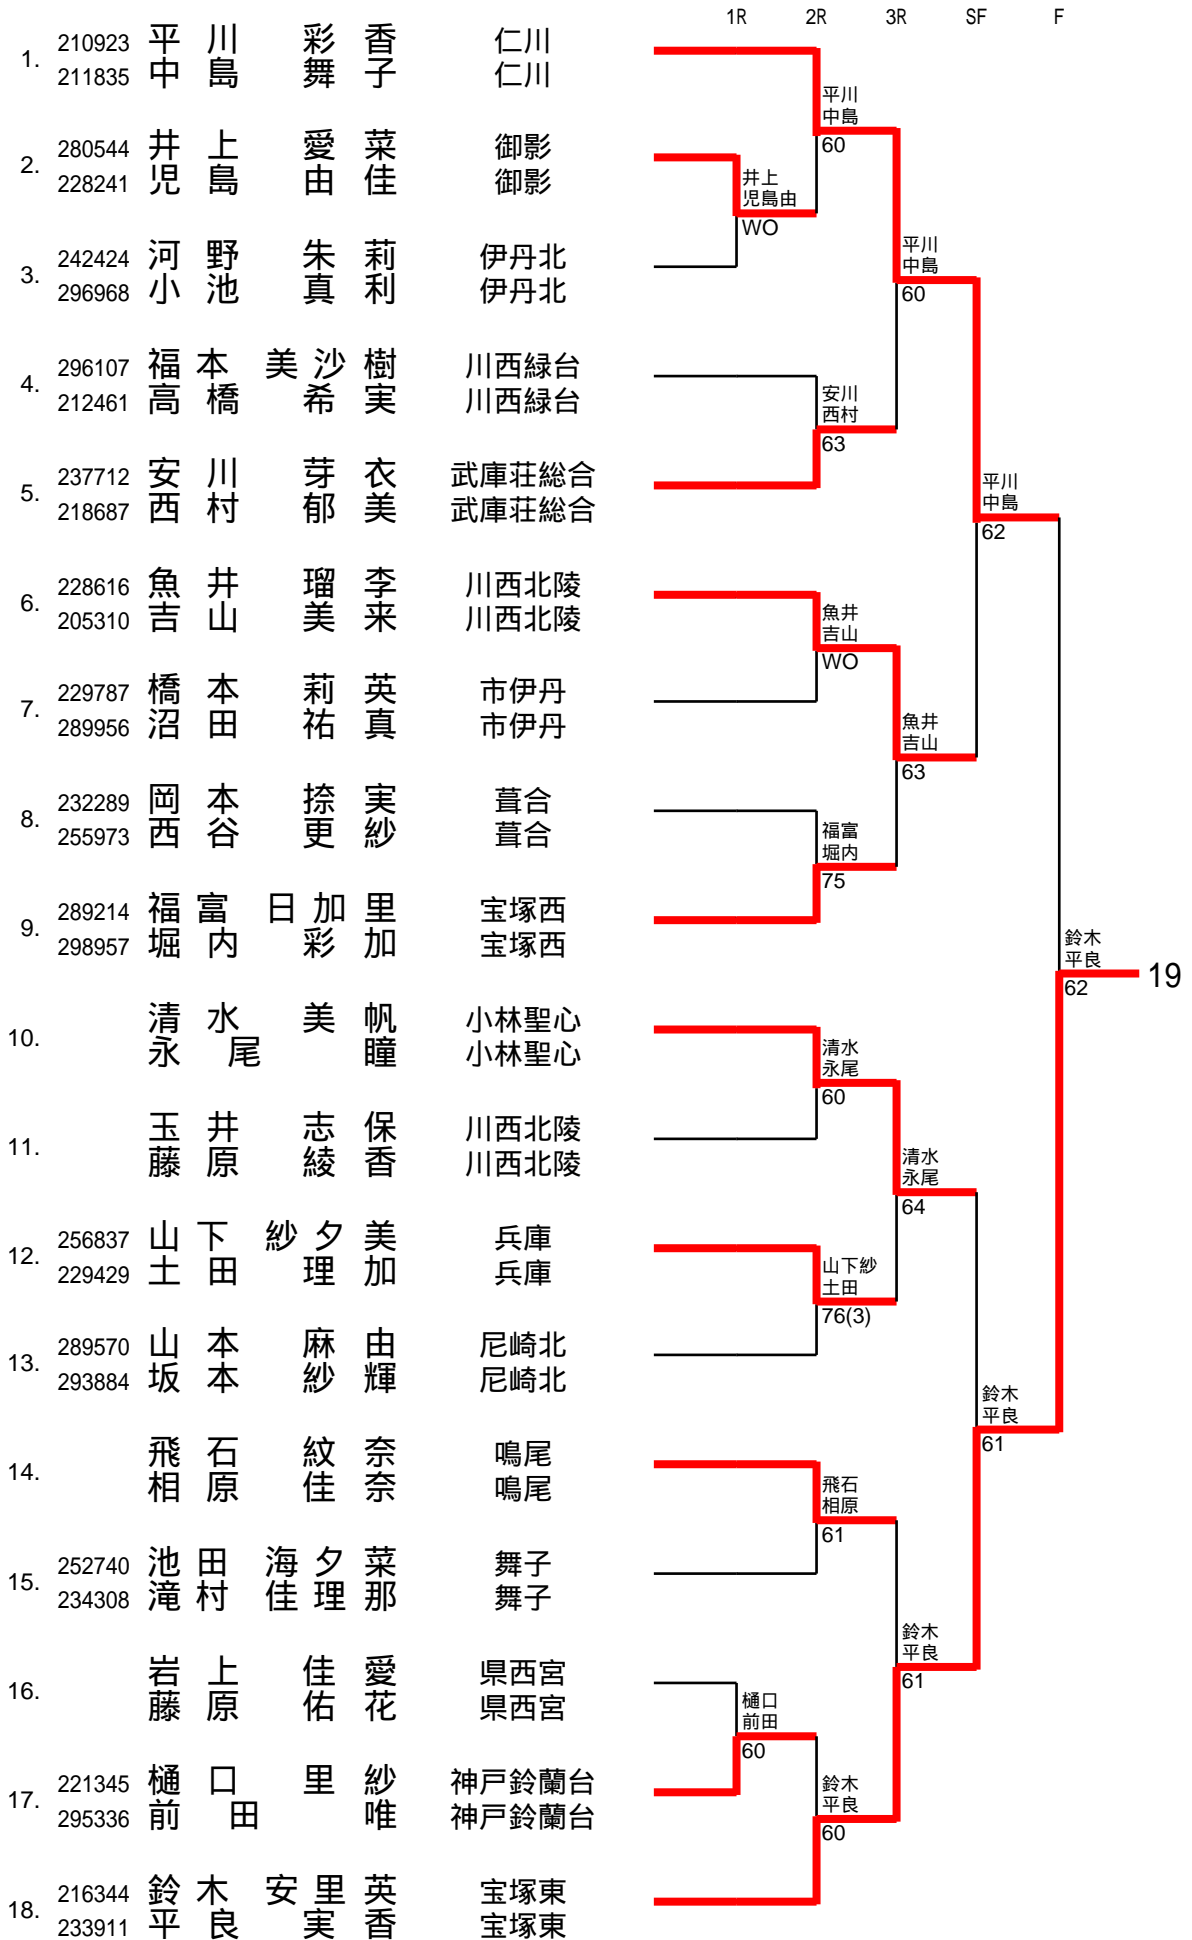 1R 2R 3R SF F
1. 210923 平川 彩香 仁川
211835 中島 舞子 仁川
2. 280544 井上 愛菜 御影
228241 児島 由佳 御影
3. 242424 河野 朱莉 伊丹北
296968 小池 真利 伊丹北
4. 296107 福本 美沙樹 川西緑台
212461 高橋 希実 川西緑台
5. 237712 安川 芽衣 武庫荘総合
218687 西村 郁美 武庫荘総合
6. 228616 魚井 瑠李 川西北陵
205310 吉山 美来 川西北陵
7. 229787 橋本 莉英 市伊丹
289956 沼田 祐真 市伊丹
8. 232289 岡本 捺実 葺合
255973 西谷 更紗 葺合
9. 289214 福富 日加里 宝塚西
298957 堀内 彩加 宝塚西
10. 清水 美帆 小林聖心
永尾 瞳 小林聖心
11. 玉井 志保 川西北陵
藤原 綾香 川西北陵
12. 256837 山下 紗夕美 兵庫
229429 土田 理加 兵庫
13. 289570 山本 麻由 尼崎北
293884 坂本 紗輝 尼崎北
14. 飛石 紋奈 鳴尾
相原 佳奈 鳴尾
15. 252740 池田 海夕菜 舞子
234308 滝村 佳理那 舞子
16. 岩上 佳愛 県西宮
藤原 佑花 県西宮
17. 221345 樋口 里紗 神戸鈴蘭台
295336 前田 唯 神戸鈴蘭台
18. 216344 鈴木 安里英 宝塚東
233911 平良 実香 宝塚東
井上
児島由
WO
樋口
前田
60
平川
中島
60
安川
西村
63
魚井
吉山
WO
福富
堀内
75
清水
永尾
60
山下紗
土田
76(3)
飛石
相原
61
鈴木
平良
60
平川
中島
60
魚井
吉山
63
清水
永尾
64
鈴木
平良
61
平川
中島
62
鈴木
平良
61
鈴木
平良
62
19